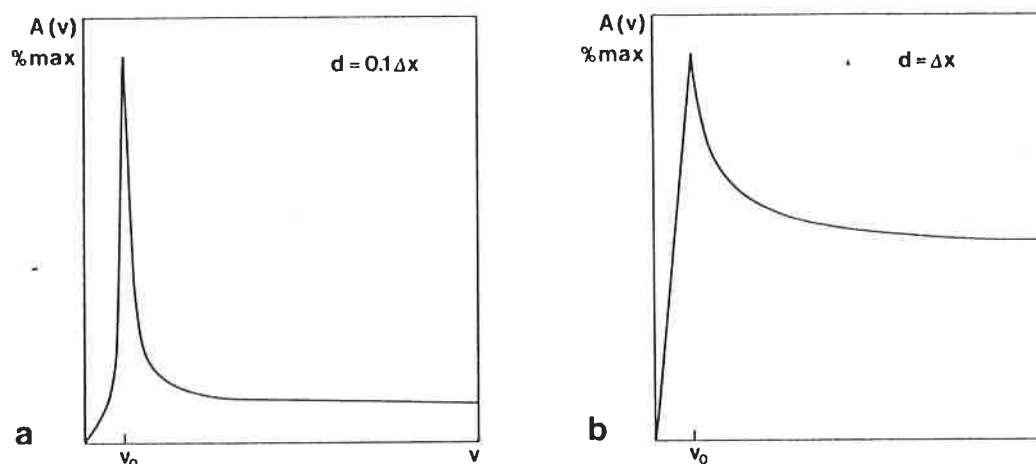 A(v)
%max
d = 0.1Δx
a
v₀
v
A(v)
%max
d = Δx
b
v₀